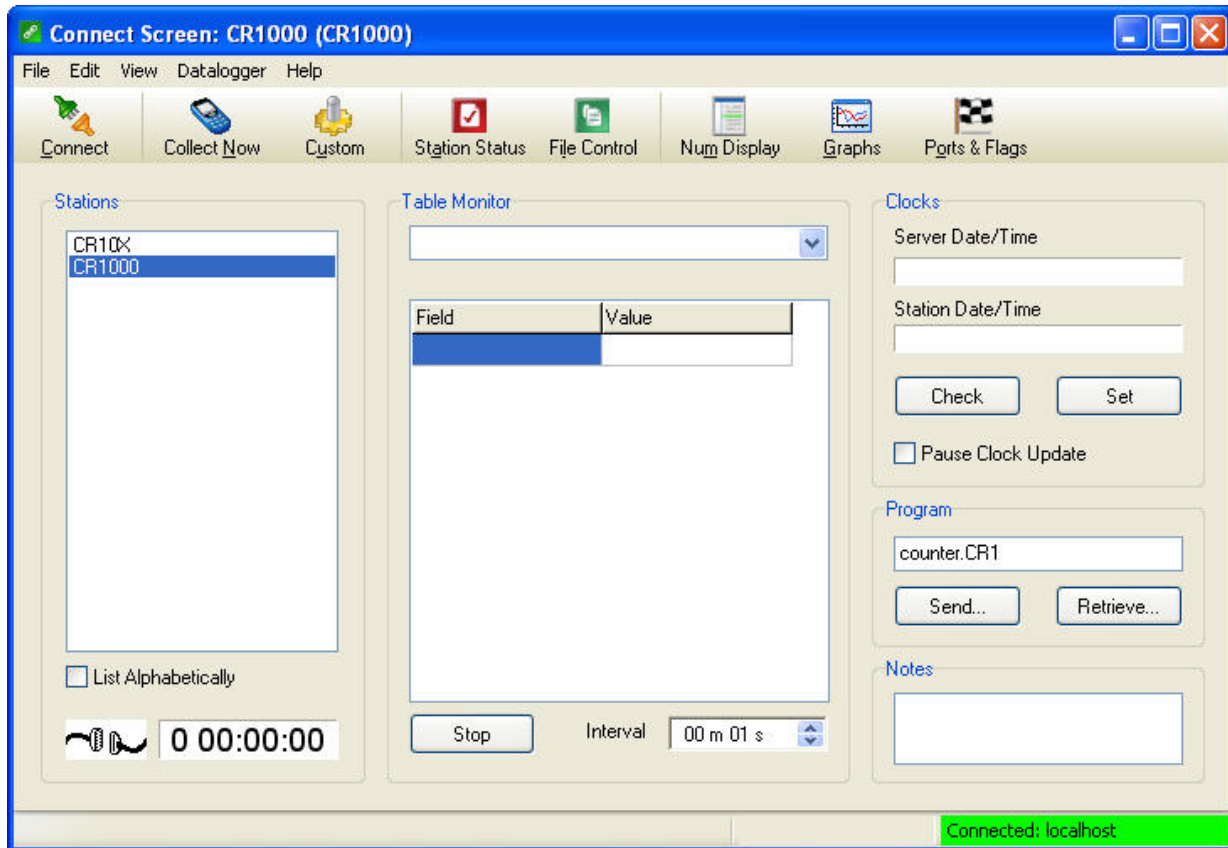 Connect Screen: CR1000 (CR1000)
File Edit View Datalogger Help
Connect Collect Now Custom Station Status File Control Num Display Graphs Ports & Flags
Stations
CR10X
CR1000
List Alphabetically
0 00:00:00
Table Monitor
Field Value
Stop Interval 00 m 01 s
Clocks
Server Date/Time
Station Date/Time
Check Set
Pause Clock Update
Program
counter.CR1
Send... Retrieve...
Notes
Connected: localhost